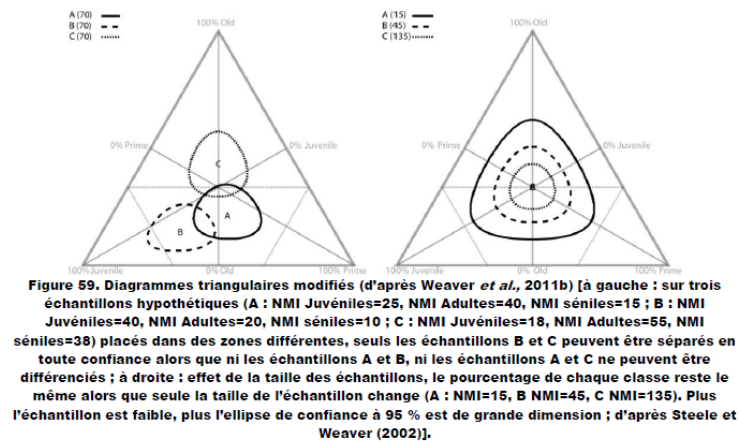 A (70)
B (70)
C (70)
100% Old
0% Prime
0% Juvenile
C
A
B
100% Juvenile
0% Old
100% Prime
A (15)
B (45)
C (135)
100% Old
0% Prime
0% Juvenile
100% Juvenile
0% Old
100% Prime
Figure 59. Diagrammes triangulaires modifiés (d’après Weaver et al., 2011b) [à gauche : sur trois
échantillons hypothétiques (A : NMI Juvéniles=25, NMI Adultes=40, NMI séniles=15 ; B : NMI
Juvéniles=40, NMI Adultes=20, NMI séniles=10 ; C : NMI Juvéniles=18, NMI Adultes=55, NMI
séniles=38) placés dans des zones différentes, seuls les échantillons B et C peuvent être séparés en
toute confiance alors que ni les échantillons A et B, ni les échantillons A et C ne peuvent être
différenciés ; à droite : effet de la taille des échantillons, le pourcentage de chaque classe reste le
même alors que seule la taille de l’échantillon change (A : NMI=15, B NMI=45, C NMI=135). Plus
l’échantillon est faible, plus l’ellipse de confiance à 95 % est de grande dimension ; d’après Steele et
Weaver (2002)].